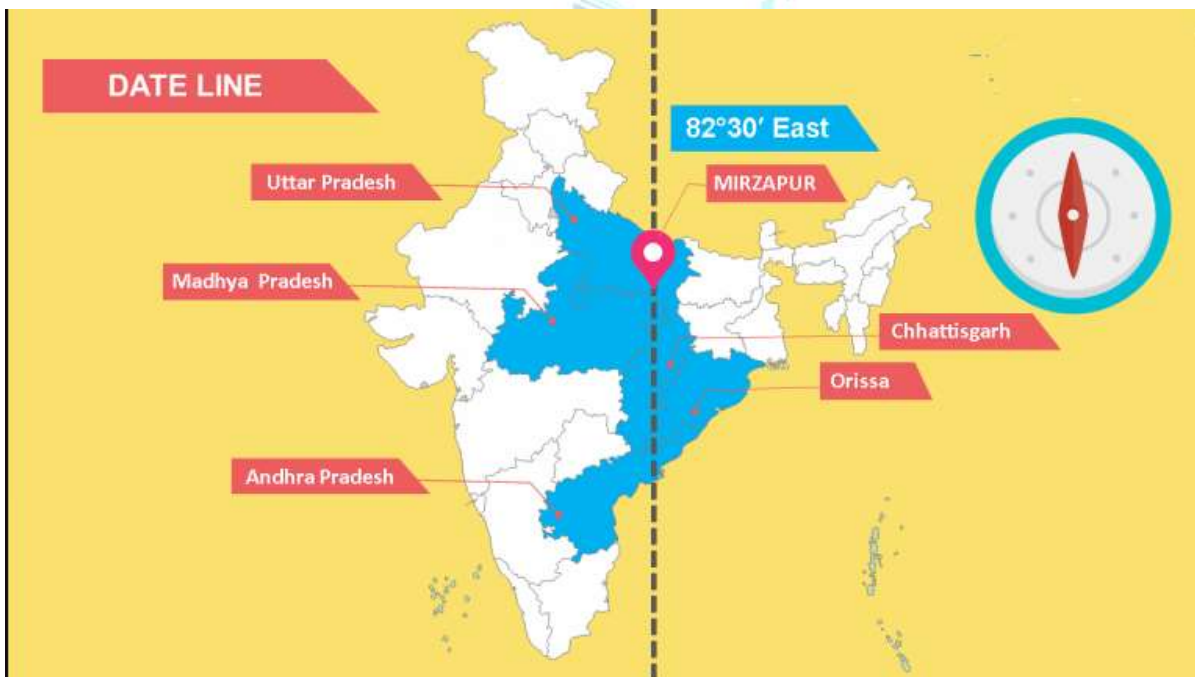 DATE LINE
82°30′ East
Uttar Pradesh
MIRZAPUR
Madhya Pradesh
Chhattisgarh
Orissa
Andhra Pradesh